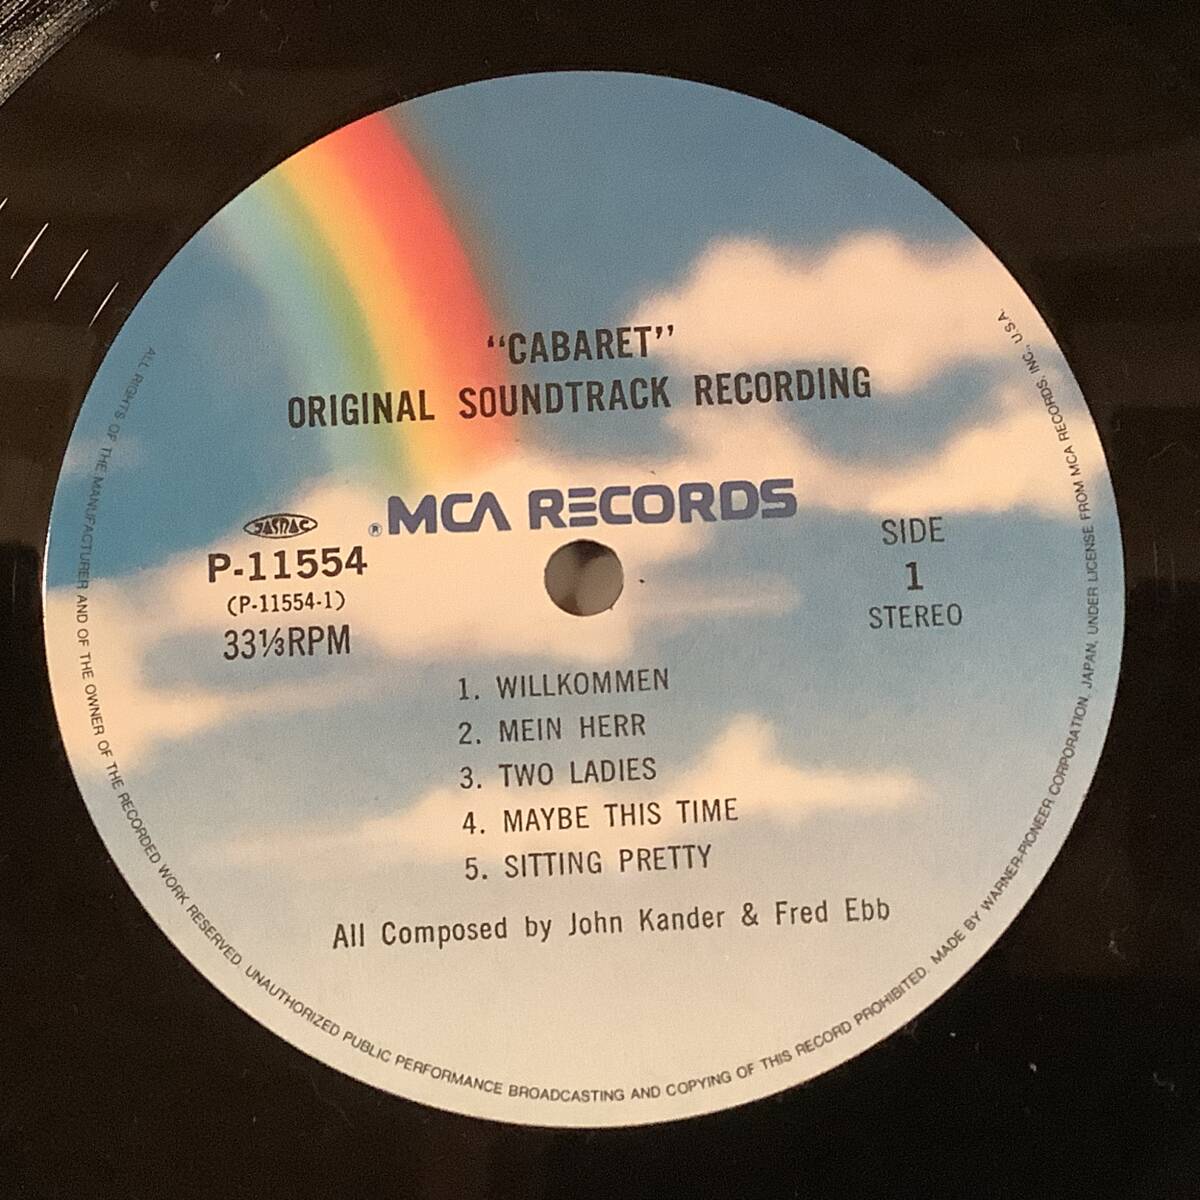 “CABARET”
ORIGINAL SOUNDTRACK RECORDING
® MCA RECORDS
JASRAC
P-11554
(P-11554-1)
33⅓RPM
SIDE
1
STEREO
1. WILLKOMMEN
2. MEIN HERR
3. TWO LADIES
4. MAYBE THIS TIME
5. SITTING PRETTY
All Composed by John Kander & Fred Ebb
ALL RIGHTS OF THE MANUFACTURER AND OF THE OWNER OF THE RECORDED WORK RESERVED. UNAUTHORIZED PUBLIC PERFORMANCE BROADCASTING AND COPYING OF THIS RECORD PROHIBITED. MADE BY WARNER-PIONEER CORPORATION, JAPAN, UNDER LICENSE FROM MCA RECORDS, INC., U.S.A.